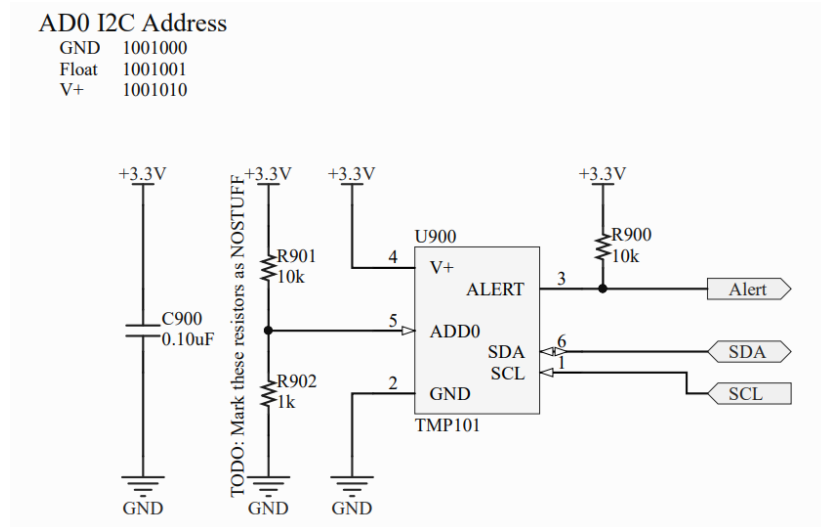 AD0 I2C Address
GND 1001000
Float 1001001
V+ 1001010
+3.3V
+3.3V
+3.3V
+3.3V
TODO: Mark these resistors as NOSTUFF
C900
0.10uF
R901
10k
R902
1k
U900
4
V+
5
ADD0
2
GND
ALERT
3
SDA
6
SCL
1
TMP101
R900
10k
Alert
SDA
SCL
GND
GND
GND